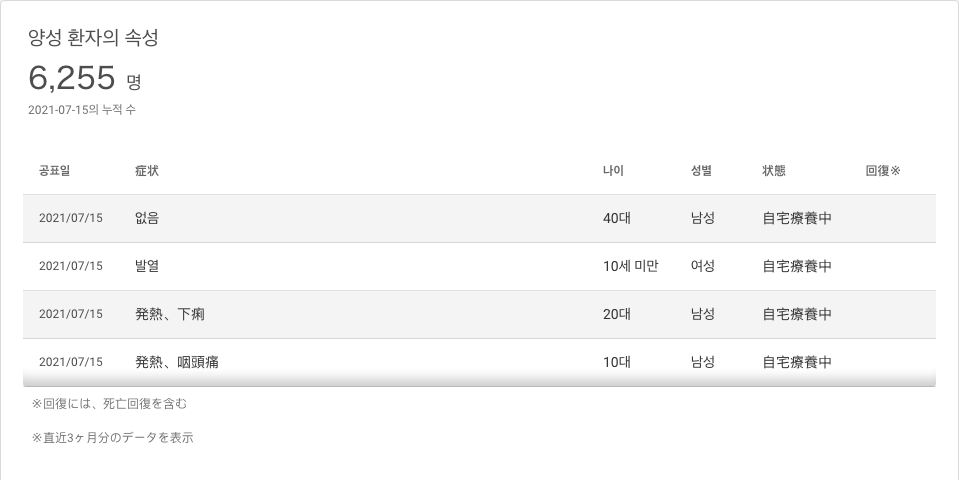 양성 환자의 속성
6,255 명
2021-07-15의 누적 수
공표일 症状 나이 성별 状態 回復※
2021/07/15 없음 40대 남성 自宅療養中
2021/07/15 발열 10세 미만 여성 自宅療養中
2021/07/15 発熱、下痢 20대 남성 自宅療養中
2021/07/15 発熱、咽頭痛 10대 남성 自宅療養中
※回復には、死亡回復を含む
※直近3ヶ月分のデータを表示